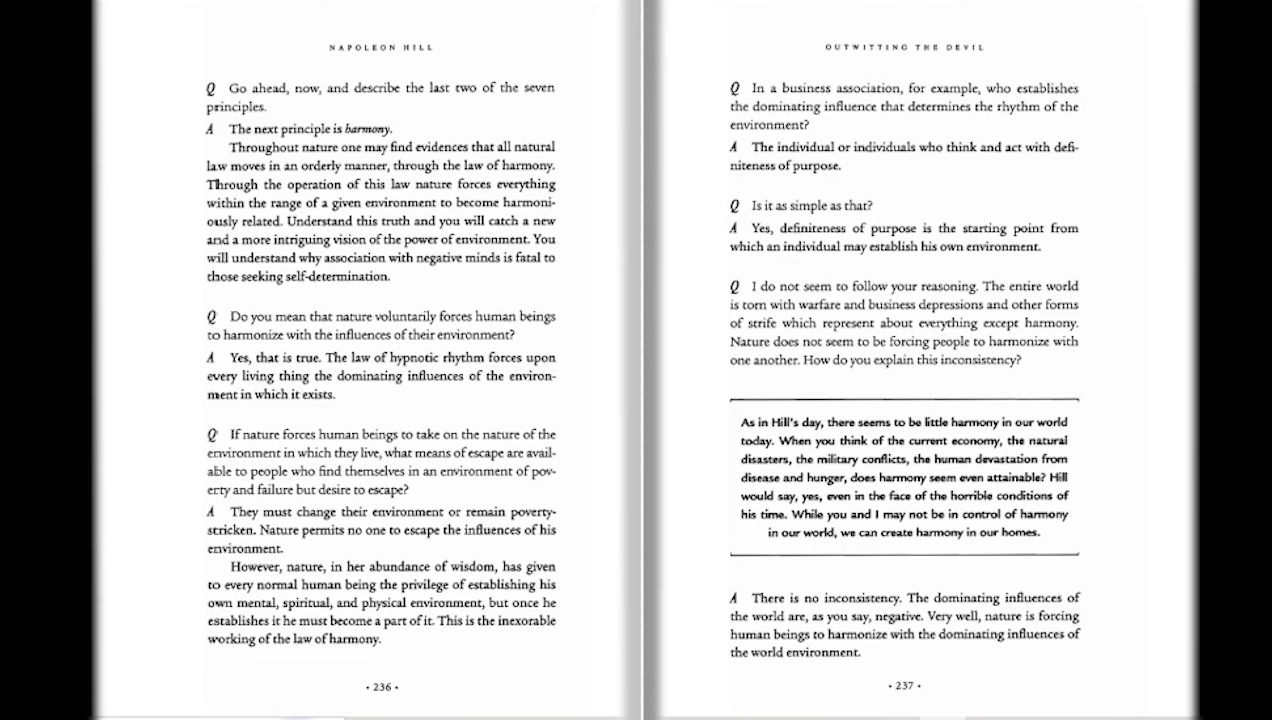 NAPOLEON HILL
Q Go ahead, now, and describe the last two of the seven
principles.
A The next principle is harmony.
Throughout nature one may find evidences that all natural
law moves in an orderly manner, through the law of harmony.
Through the operation of this law nature forces everything
within the range of a given environment to become harmoni-
ously related. Understand this truth and you will catch a new
and a more intriguing vision of the power of environment. You
will understand why association with negative minds is fatal to
those seeking self-determination.
Q Do you mean that nature voluntarily forces human beings
to harmonize with the influences of their environment?
A Yes, that is true. The law of hypnotic rhythm forces upon
every living thing the dominating influences of the environ-
ment in which it exists.
Q If nature forces human beings to take on the nature of the
environment in which they live, what means of escape are avail-
able to people who find themselves in an environment of pov-
erty and failure but desire to escape?
A They must change their environment or remain poverty-
stricken. Nature permits no one to escape the influences of his
environment.
However, nature, in her abundance of wisdom, has given
to every normal human being the privilege of establishing his
own mental, spiritual, and physical environment, but once he
establishes it he must become a part of it. This is the inexorable
working of the law of harmony.
• 236 •
OUTWITTING THE DEVIL
Q In a business association, for example, who establishes
the dominating influence that determines the rhythm of the
environment?
A The individual or individuals who think and act with defi-
niteness of purpose.
Q Is it as simple as that?
A Yes, definiteness of purpose is the starting point from
which an individual may establish his own environment.
Q I do not seem to follow your reasoning. The entire world
is torn with warfare and business depressions and other forms
of strife which represent about everything except harmony.
Nature does not seem to be forcing people to harmonize with
one another. How do you explain this inconsistency?
As in Hill's day, there seems to be little harmony in our world
today. When you think of the current economy, the natural
disasters, the military conflicts, the human devastation from
disease and hunger, does harmony seem even attainable? Hill
would say, yes, even in the face of the horrible conditions of
his time. While you and I may not be in control of harmony
in our world, we can create harmony in our homes.
A There is no inconsistency. The dominating influences of
the world are, as you say, negative. Very well, nature is forcing
human beings to harmonize with the dominating influences of
the world environment.
• 237 •